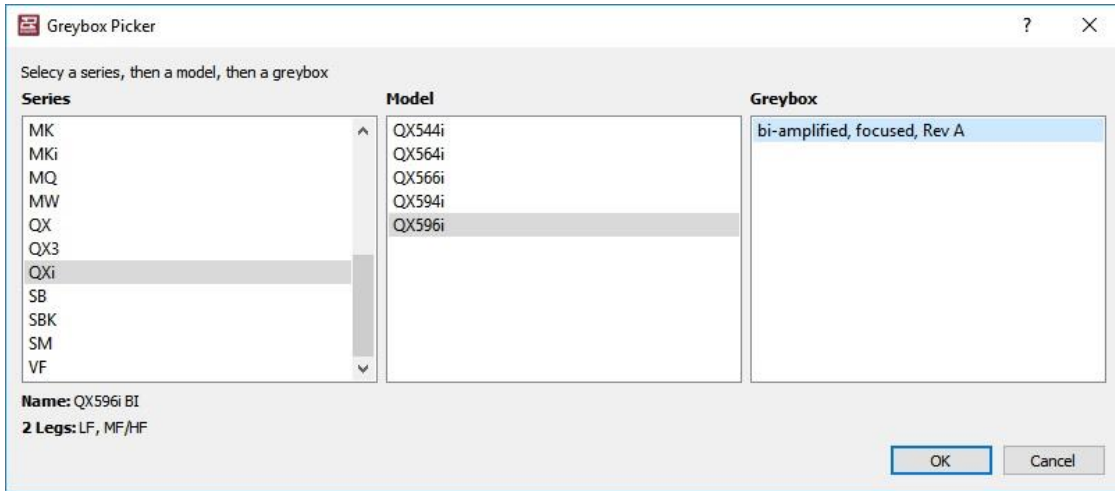 Greybox Picker
?
Selecy a series, then a model, then a greybox
Series
MK
MKi
MQ
MW
QX
QX3
QXi
SB
SBK
SM
VF
Model
QX544i
QX564i
QX566i
QX594i
QX596i
Greybox
bi-amplified, focused, Rev A
Name: QX596i BI
2 Legs: LF, MF/HF
OK
Cancel